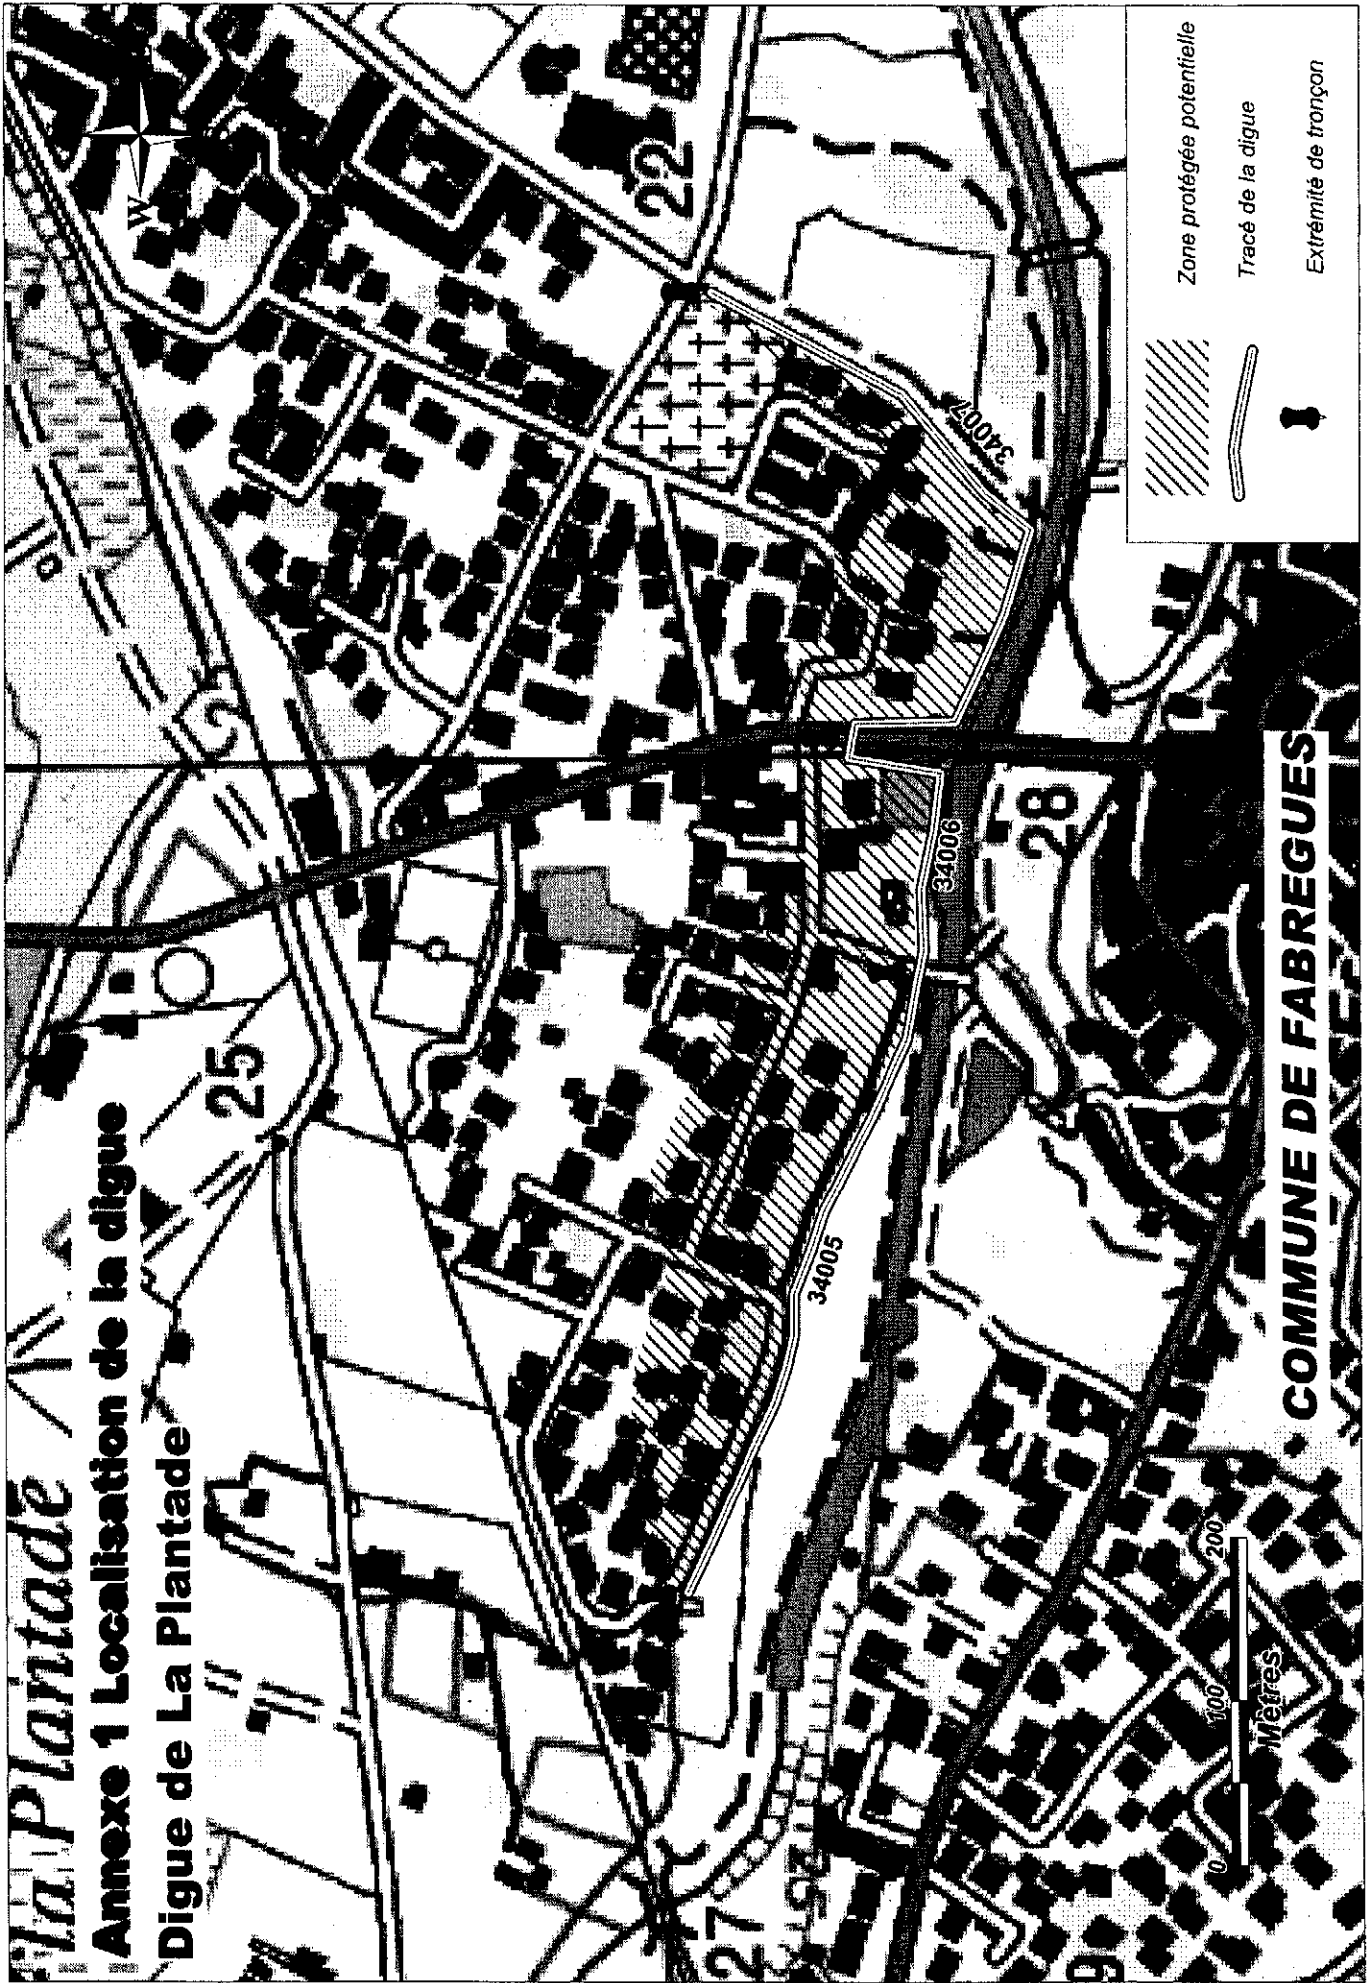 la Plantade
Annexe 1 Localisation de la digue
Digue de La Plantade
W
21
22
25
27
28
34005
34006
34007
COMMUNE DE FABREGUES
Zone protégée potentielle
Tracé de la digue
Extrémité de tronçon
0 100 200
Mètres